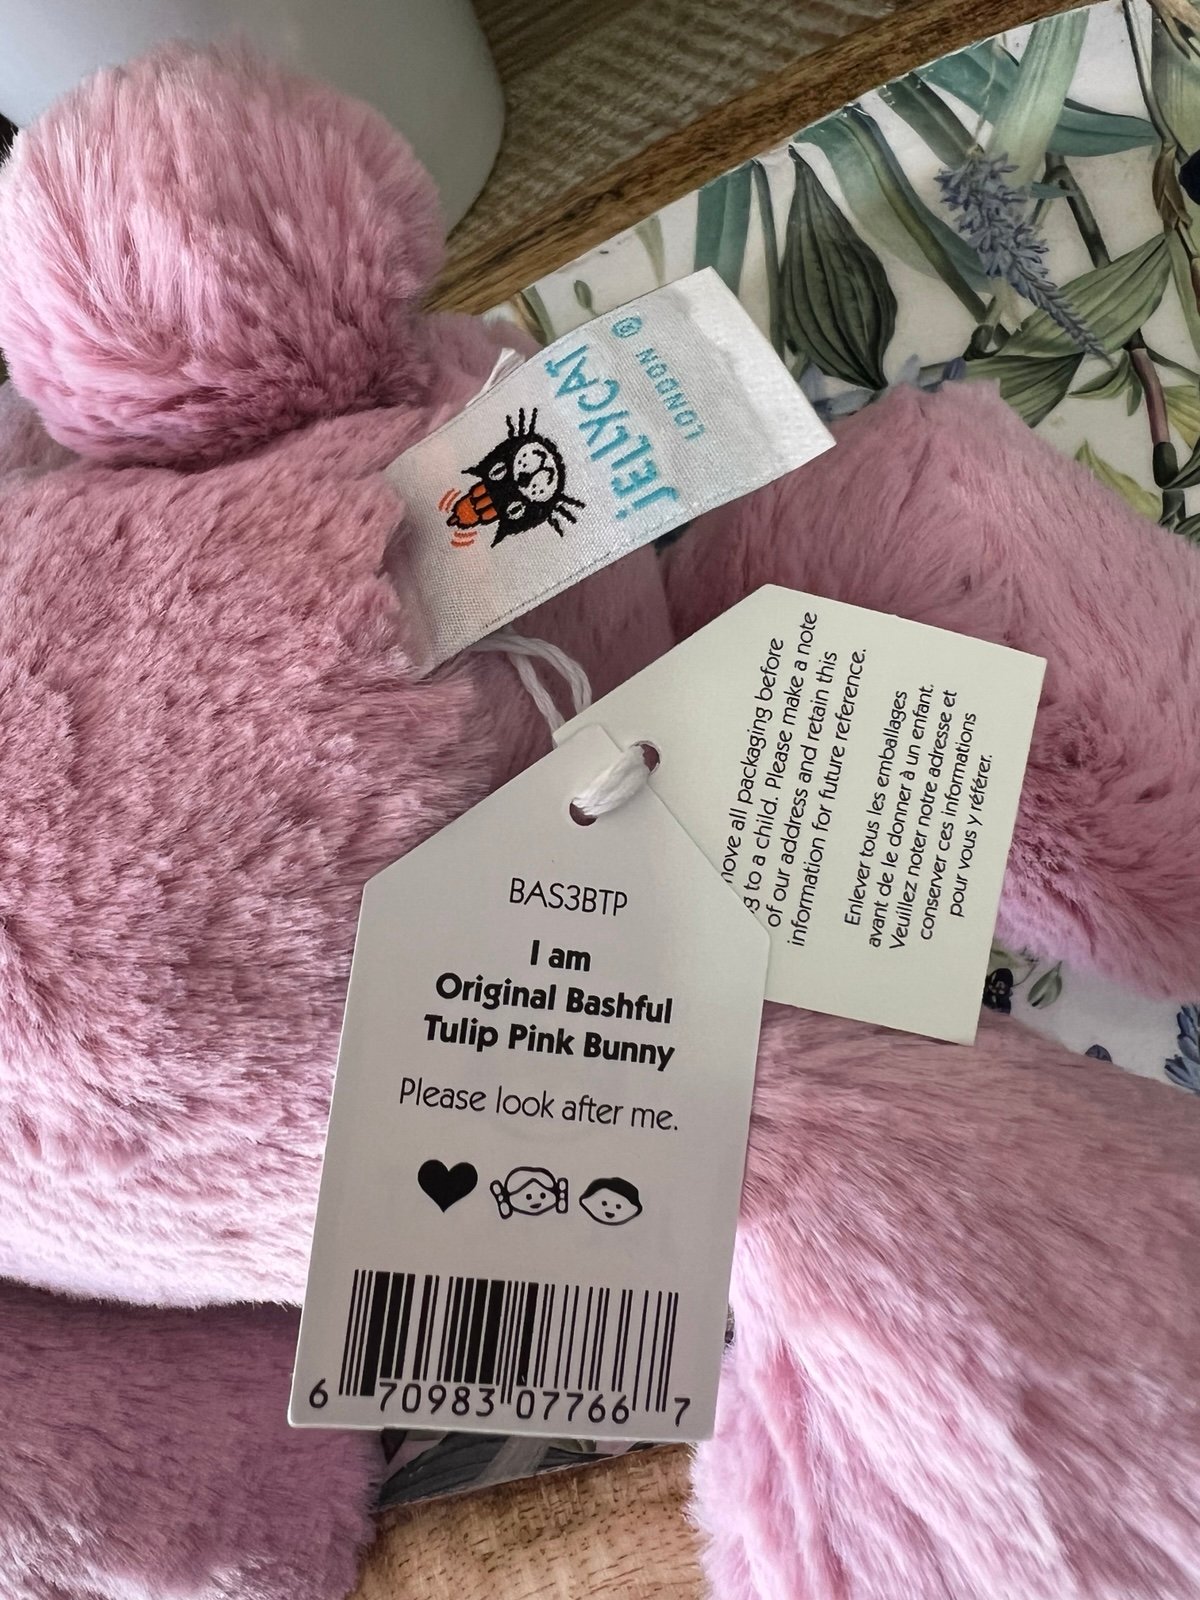 JELLYCAT
LONDON ®
all packaging before
to a child. Please make a note
of our address and retain this
information for future reference.
Enlever tous les emballages
avant de le donner à un enfant.
Veuillez noter notre adresse et
conserver ces informations
pour vous y référer.
BAS3BTP
I am
Original Bashful
Tulip Pink Bunny
Please look after me.
6 70983 07766 7